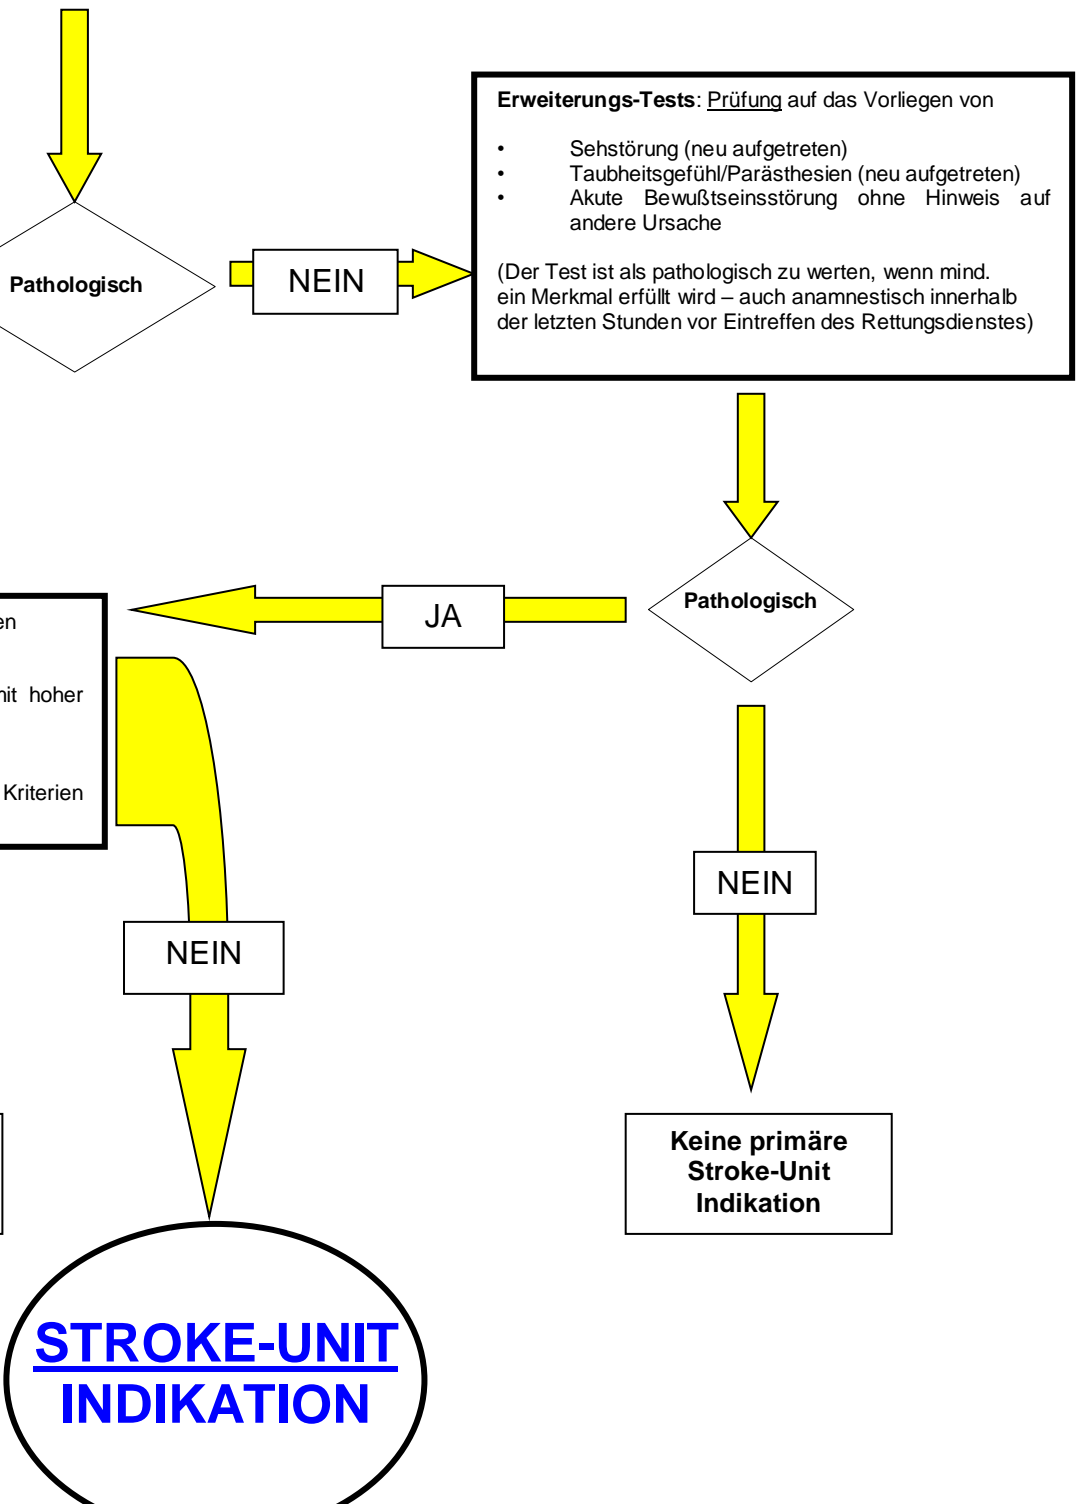 Erweiterungs-Tests: Prüfung auf das Vorliegen von
• Sehstörung (neu aufgetreten)
• Taubheitsgefühl/Parästhesien (neu aufgetreten)
• Akute Bewußtseinsstörung ohne Hinweis auf
andere Ursache
(Der Test ist als pathologisch zu werten, wenn mind.
ein Merkmal erfüllt wird – auch anamnestisch innerhalb
der letzten Stunden vor Eintreffen des Rettungsdienstes)
Pathologisch
NEIN
Pathologisch
JA
en
mit hoher
Kriterien
NEIN
NEIN
Keine primäre
Stroke-Unit
Indikation
STROKE-UNIT
INDIKATION